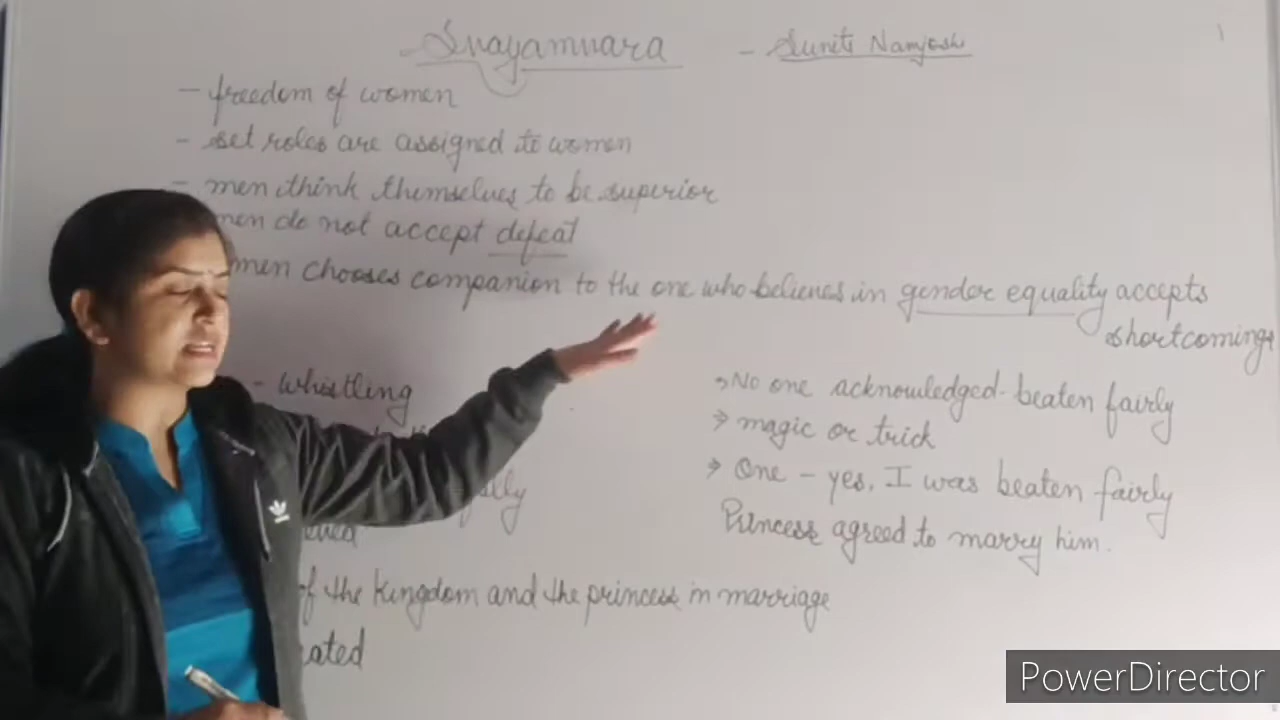 Swayamvara - Suniti Namjoshi
1
- freedom of women
- set roles are assigned to women
- men think themselves to be superior
men do not accept defeat
men chooses companion to the one who believes in gender equality accepts
shortcomings
- whistling
→ No one acknowledged - beaten fairly
→ magic or trick
→ One - yes, I was beaten fairly
Princess agreed to marry him.
of the kingdom and the princess in marriage
PowerDirector